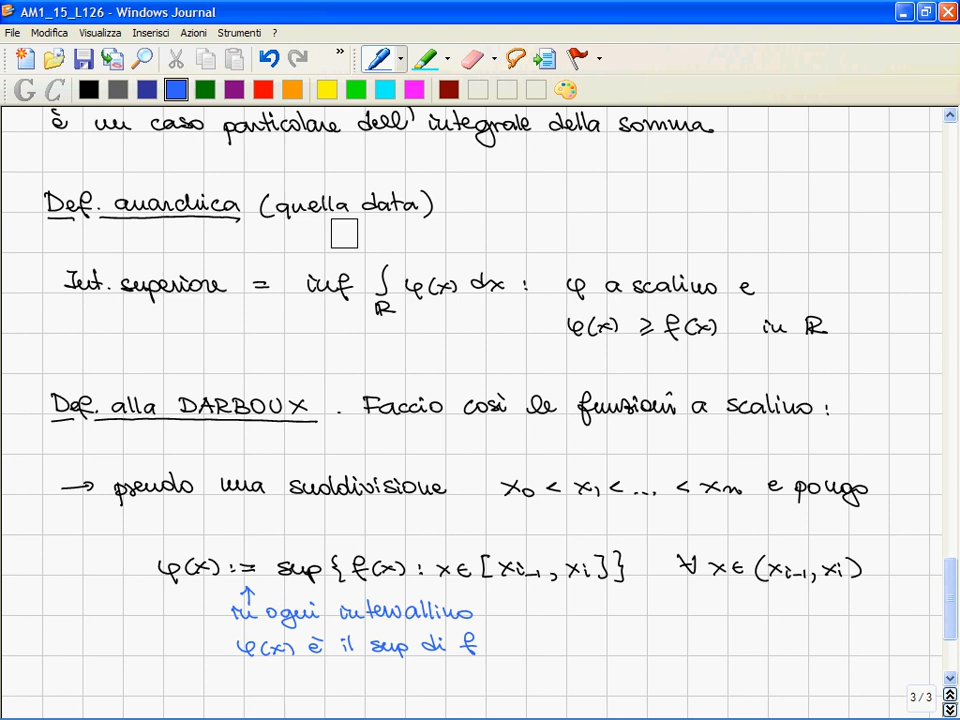 AM1_15_L126 - Windows Journal
File Modifica Visualizza Inserisci Azioni Strumenti ?
G C
è un caso particolare dell'integrale della somma.
Def. anarchica (quella data)
Int. superiore = inf ∫ φ(x) dx : φ a scalino e
ℝ
φ(x) ≥ f(x) in ℝ
Def. alla DARBOUX. Faccio così le funzioni a scalino:
→ prendo una suddivisione x₀ < x₁ < ... < xₙ e pongo
φ(x) := sup{f(x) : x ∈ [xᵢ₋₁, xᵢ]} ∀ x ∈ (xᵢ₋₁, xᵢ)
↑
in ogni intervallino
φ(x) è il sup di f
3 / 3